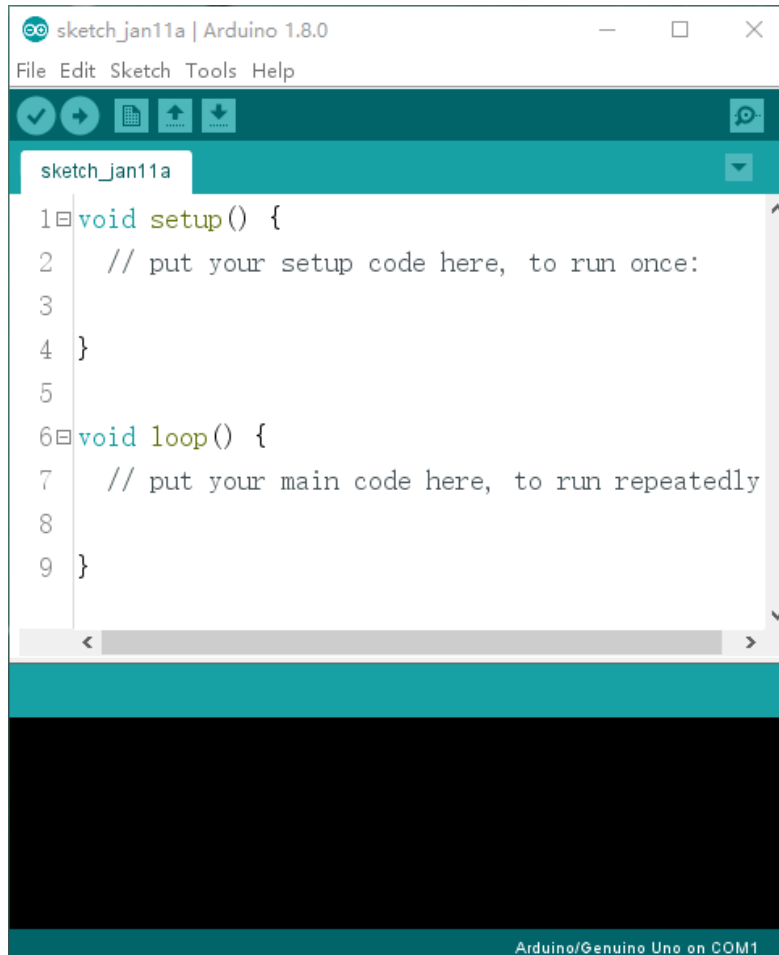 sketch_jan11a | Arduino 1.8.0
File Edit Sketch Tools Help
sketch_jan11a
1 void setup() {
2 // put your setup code here, to run once:
3
4 }
5
6 void loop() {
7 // put your main code here, to run repeatedly
8
9 }
Arduino/Genuino Uno on COM1